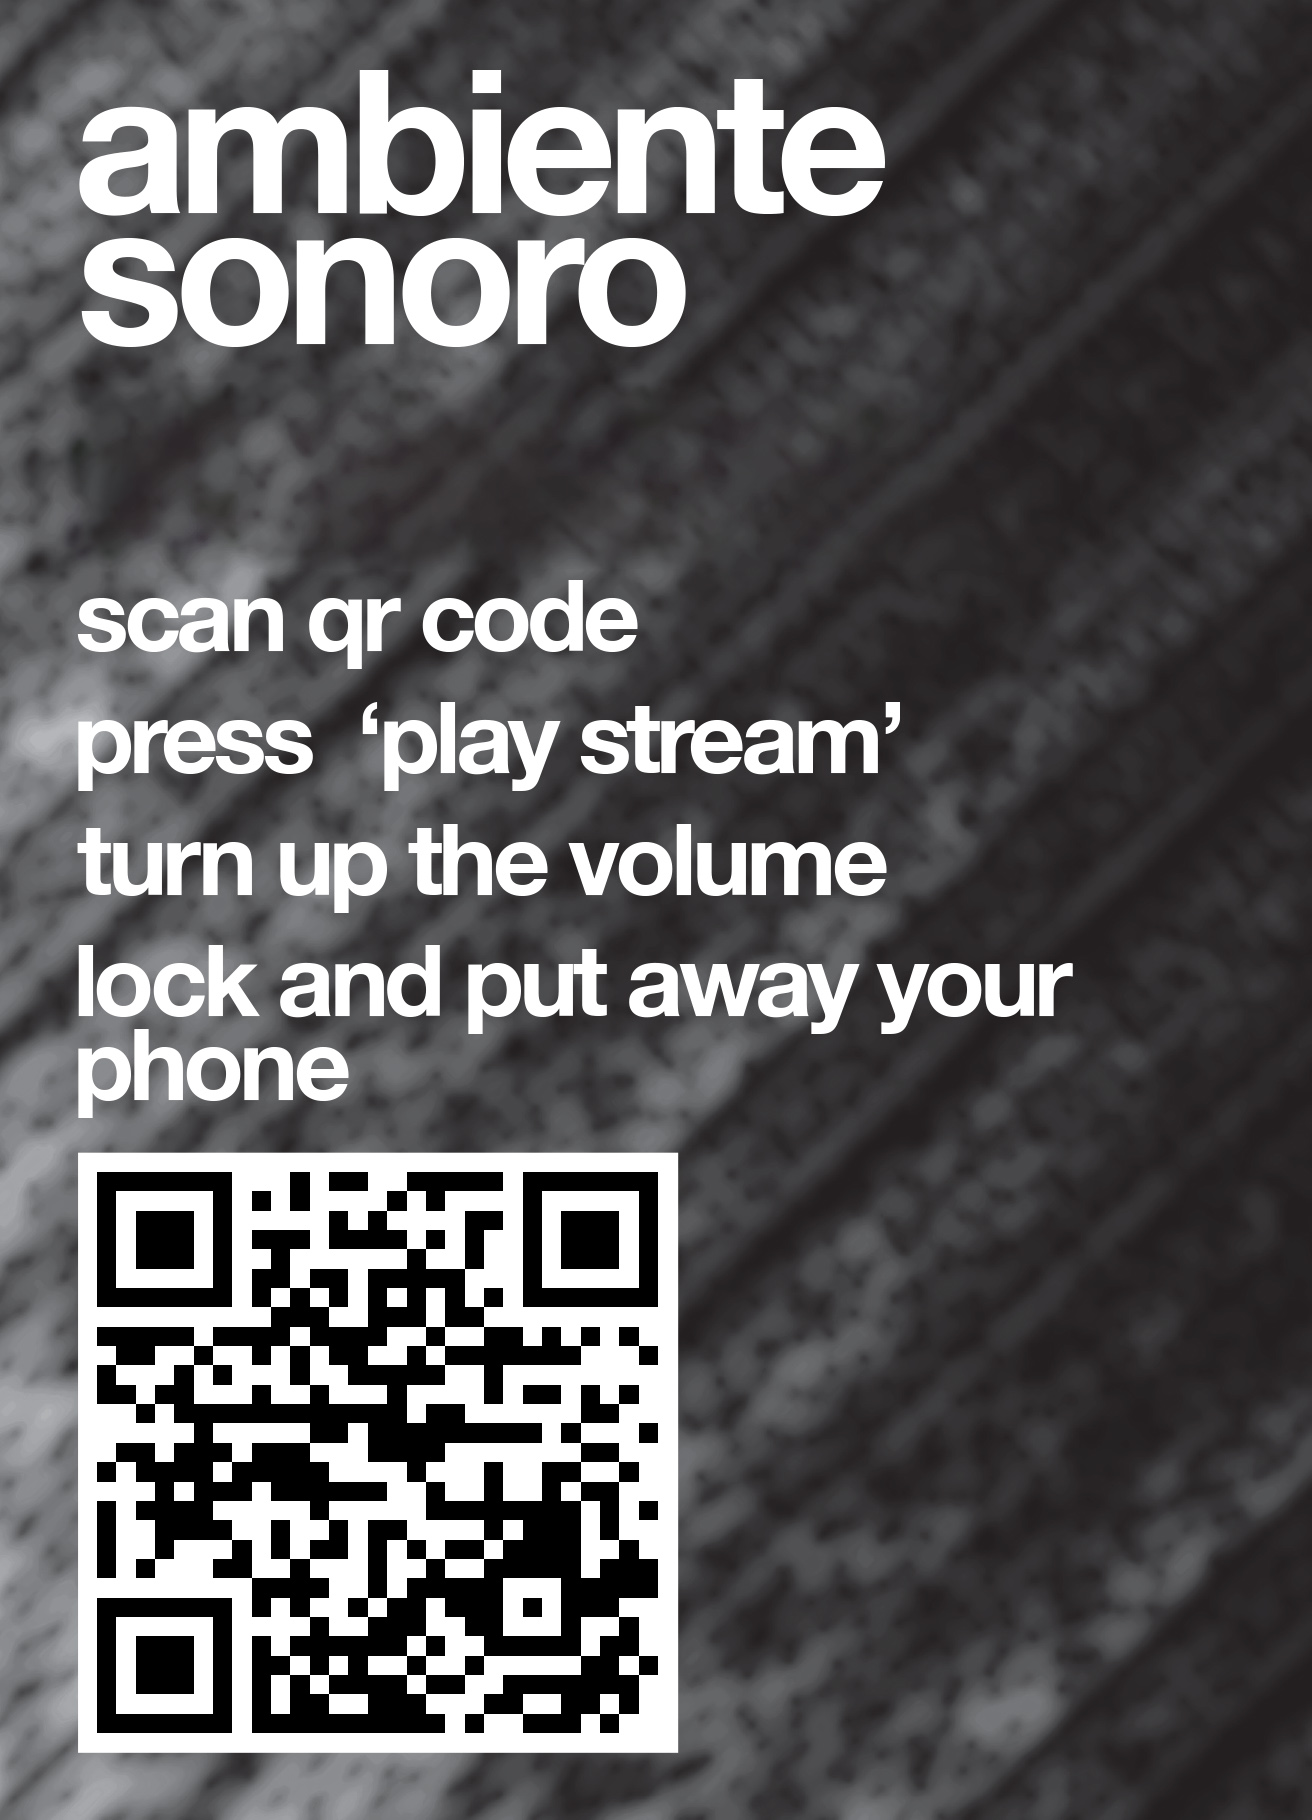 ambiente
sonoro
scan qr code
press  ‘play stream’
turn up the volume
lock and put away your
phone